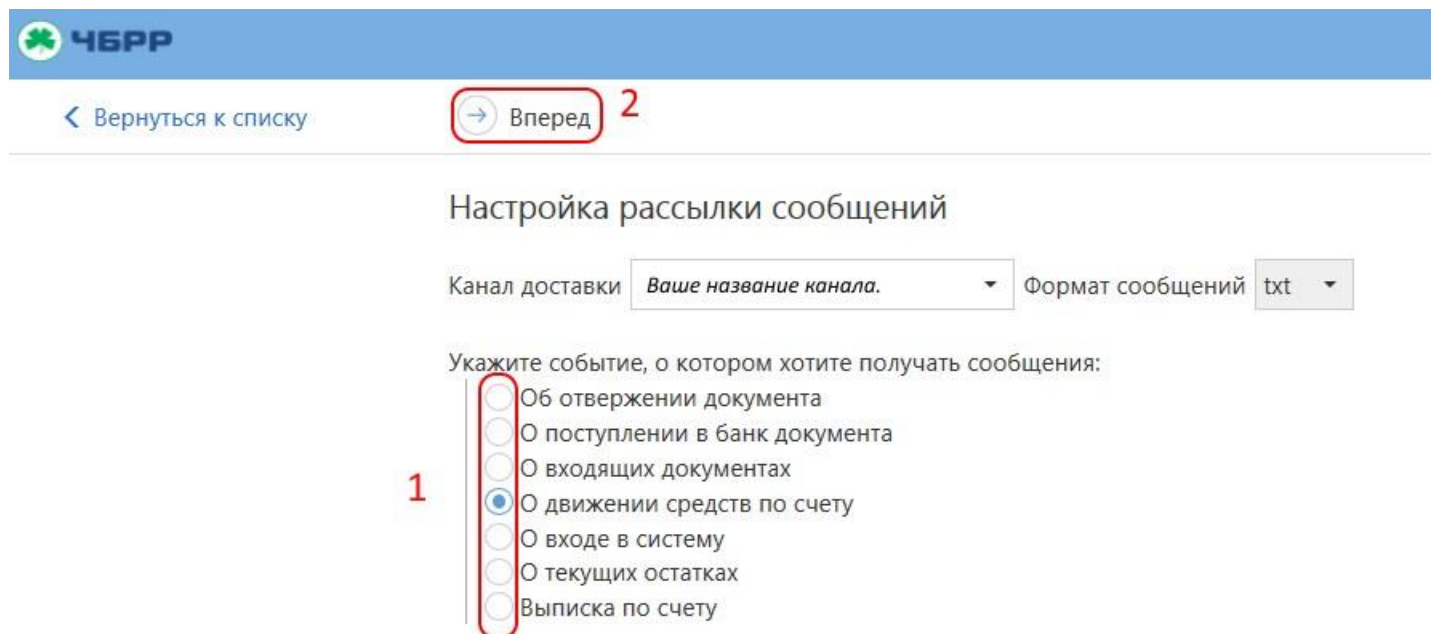 ЧБРР
Вернуться к списку Вперед 2
Настройка рассылки сообщений
Канал доставки Ваше название канала. Формат сообщений txt
Укажите событие, о котором хотите получать сообщения:
Об отвержении документа
О поступлении в банк документа
О входящих документах
1
О движении средств по счету
О входе в систему
О текущих остатках
Выписка по счету